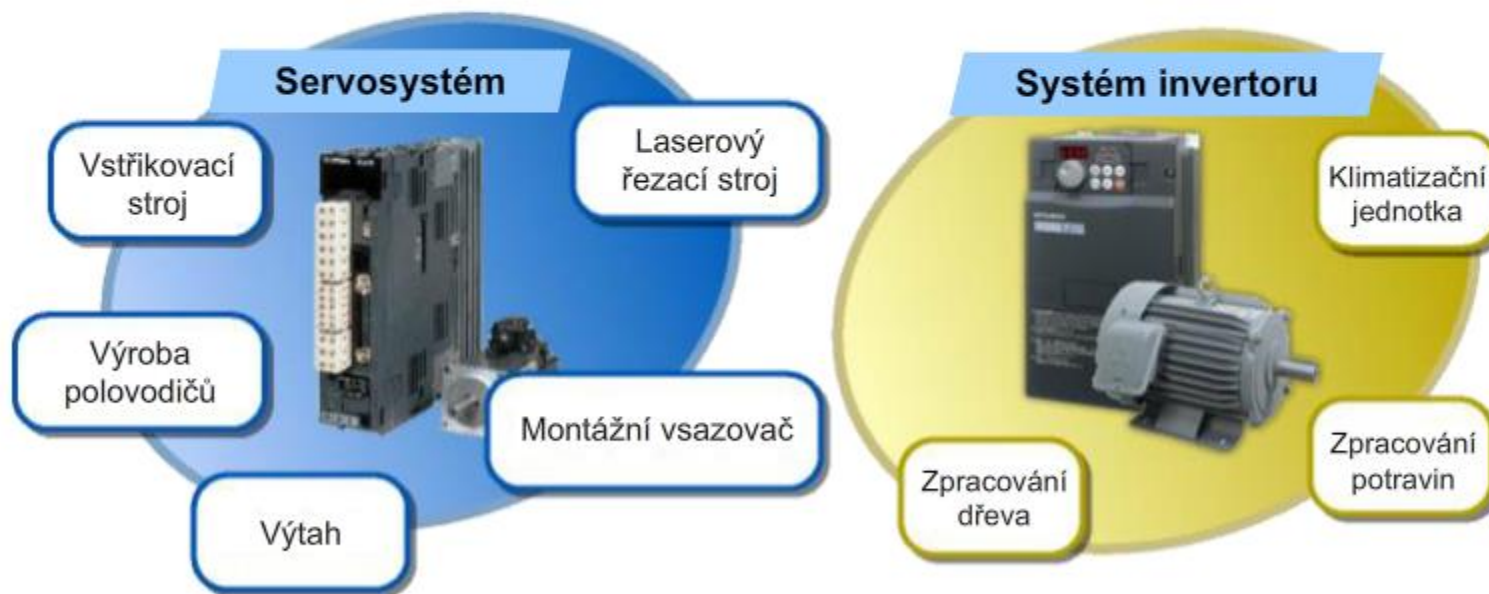 Servosystém
Vstřikovací
stroj
Laserový
řezací stroj
Výroba
polovodičů
Montážní vsazovač
Výtah
Systém invertoru
Klimatizační
jednotka
Zpracování
potravin
Zpracování
dřeva